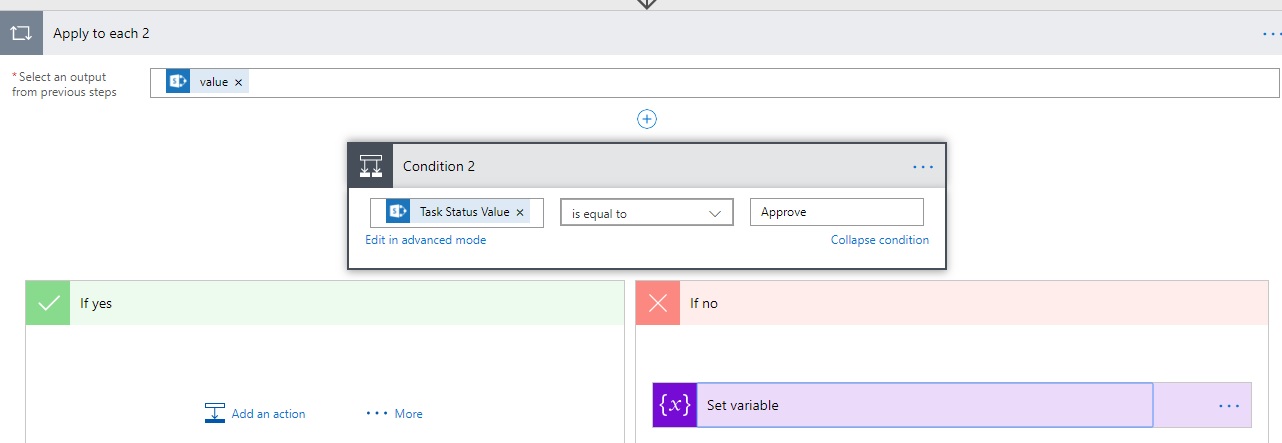 Apply to each 2
* Select an output
from previous steps
value ×
Condition 2
Task Status Value ×
is equal to
Approve
Edit in advanced mode
Collapse condition
If yes
If no
Add an action
More
{x}
Set variable